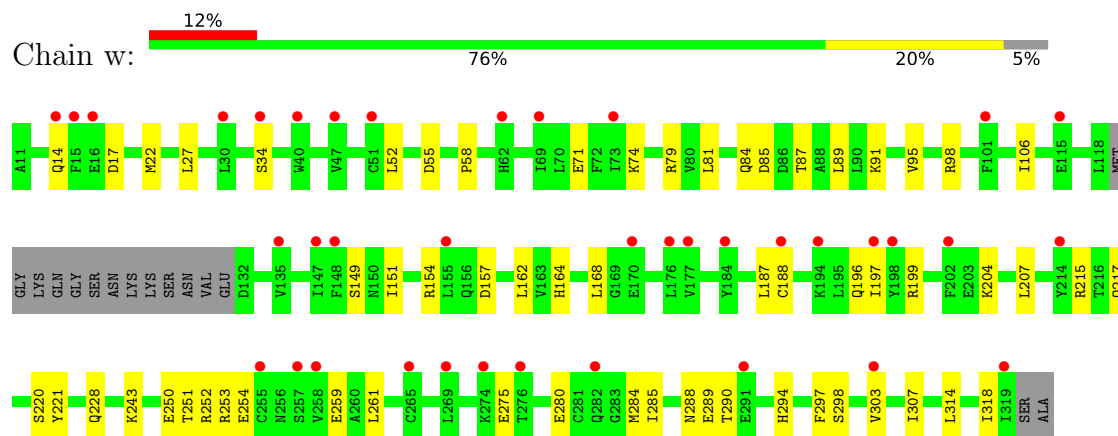 12%
Chain w:
76% 20% 5%
A11 Q14 F15 E16 D17 M22 L27 L30 S34 W40 V47 C51 L52 D55 P58 H62 I69 L70 E71 F72 I73 K74 R79 V80 L81 Q84 D85 D86 T87 A88 L89 L90 K91 V95 R98 F101 I106 E115 L118 MET
GLY LYS GLN GLY SER ASN LYS LYS SER ASN VAL GLU D132 V135 I147 F148 S149 N150 I151 R154 L155 Q156 D157 L162 V163 H164 L168 G169 E170 L176 V177 Y184 L187 C188 K194 L195 Q196 I197 Y198 R199 F202 E203 K204 L207 Y214 R215 T216
S220 Y221 Q228 K243 E250 T251 R252 R253 E254 C255 N256 S257 V258 E259 A260 L261 C265 L269 K274 E275 T276 E280 C281 Q282 G283 M284 I285 N288 E289 T290 E291 H294 F297 S298 V303 I307 L314 I318 I319 SER ALA